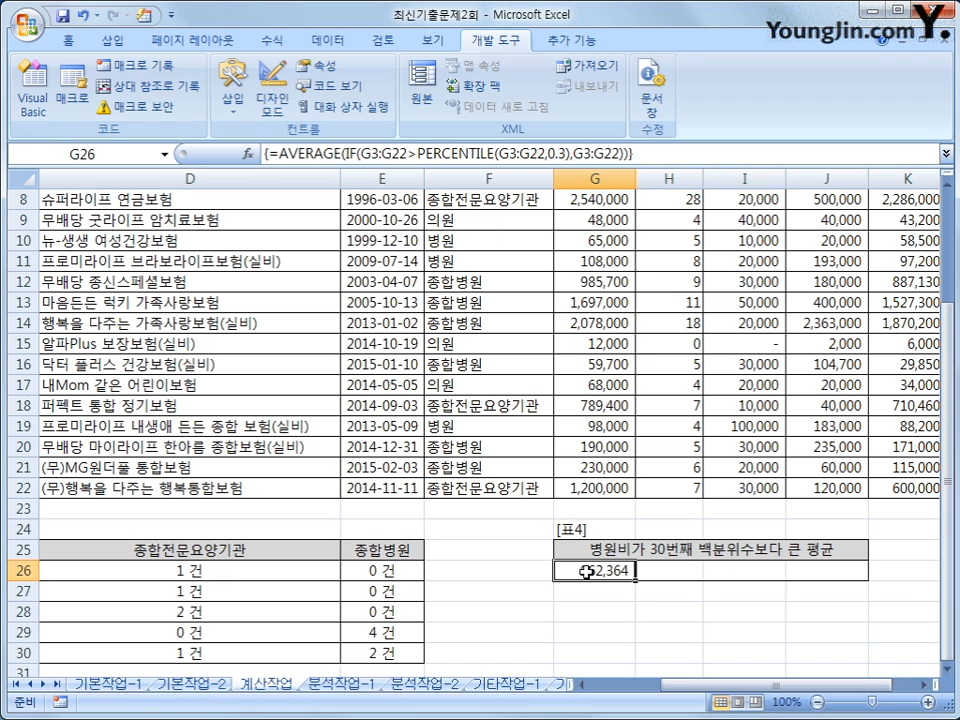 최신기출문제2회 - Microsoft Excel
YoungJin.com Y.
홈 삽입 페이지 레이아웃 수식 데이터 검토 보기 개발 도구 추가 기능
Visual Basic
매크로
매크로 기록
상대 참조로 기록
매크로 보안
코드
삽입
디자인 모드
속성
코드 보기
대화 상자 실행
컨트롤
원본
맵 속성
확장 팩
데이터 새로 고침
가져오기
내보내기
XML
문서 창
수정
G26 fx {=AVERAGE(IF(G3:G22>PERCENTILE(G3:G22,0.3),G3:G22))}
D E F G H I J K
8 슈퍼라이프 연금보험 1996-03-06 종합전문요양기관 2,540,000 28 20,000 500,000 2,286,000
9 무배당 굿라이프 암치료보험 2000-10-26 의원 48,000 4 40,000 40,000 43,200
10 뉴-생생 여성건강보험 1999-12-10 병원 65,000 5 10,000 20,000 58,500
11 프로미라이프 브라보라이프보험(실비) 2009-07-14 병원 108,000 8 20,000 193,000 97,200
12 무배당 종신스페셜보험 2003-04-07 종합병원 985,700 9 30,000 180,000 887,130
13 마음든든 럭키 가족사랑보험 2005-10-13 종합병원 1,697,000 11 50,000 400,000 1,527,300
14 행복을 다주는 가족사랑보험(실비) 2013-01-02 종합병원 2,078,000 18 20,000 2,363,000 1,870,200
15 알파Plus 보장보험(실비) 2014-10-19 의원 12,000 0 - 2,000 6,000
16 닥터 플러스 건강보험(실비) 2015-01-10 종합병원 59,700 5 30,000 104,700 29,850
17 내Mom 같은 어린이보험 2014-05-05 의원 68,000 4 20,000 20,000 34,000
18 퍼펙트 통합 정기보험 2014-09-03 종합전문요양기관 789,400 7 10,000 40,000 710,460
19 프로미라이프 내생애 든든 종합 보험(실비) 2013-05-09 병원 98,000 4 100,000 183,000 88,200
20 무배당 마이라이프 한아름 종합보험(실비) 2014-12-31 종합병원 190,000 5 30,000 235,000 171,000
21 (무)MG원더풀 통합보험 2015-02-03 종합병원 230,000 6 20,000 60,000 115,000
22 (무)행복을 다주는 행복통합보험 2014-11-11 종합전문요양기관 1,200,000 7 30,000 120,000 600,000
23
24 [표4]
25 종합전문요양기관 종합병원 병원비가 30번째 백분위수보다 큰 평균
26 1 건 0 건 2,364
27 1 건 0 건
28 2 건 0 건
29 0 건 4 건
30 1 건 2 건
31
기본작업-1 기본작업-2 계산작업 분석작업-1 분석작업-2 기타작업-1
준비 100%